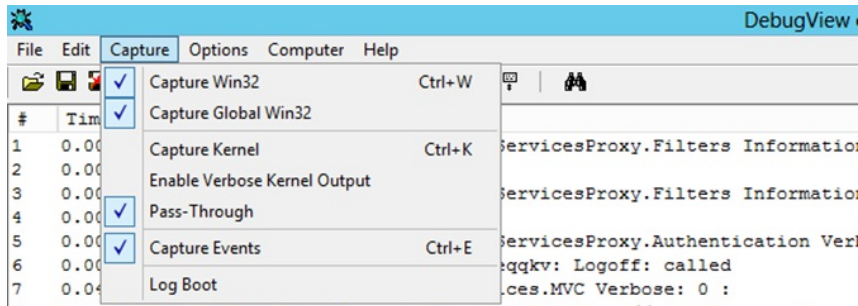 DebugView
File Edit Capture Options Computer Help
Capture Win32 Ctrl+W
Capture Global Win32
Capture Kernel Ctrl+K
Enable Verbose Kernel Output
Pass-Through
Capture Events Ctrl+E
Log Boot
# Tim
1 0.00 ServicesProxy.Filters Information
2 0.00
3 0.00 ServicesProxy.Filters Information
4 0.00
5 0.00 ServicesProxy.Authentication Ver
6 0.00 eqqkv: Logoff: called
7 0.04 ces.MVC Verbose: 0 :